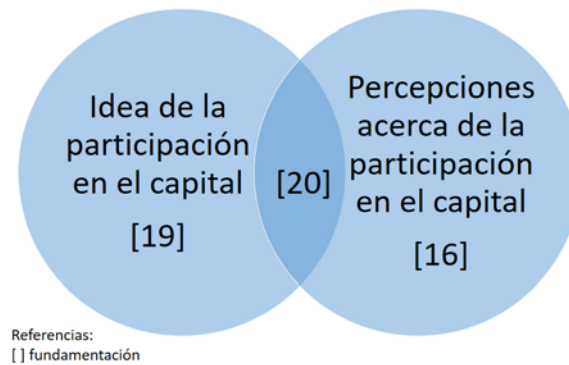 Idea de la
participación
en el capital
[19]
[20]
Percepciones
acerca de la
participación
en el capital
[16]
Referencias:
[ ] fundamentación